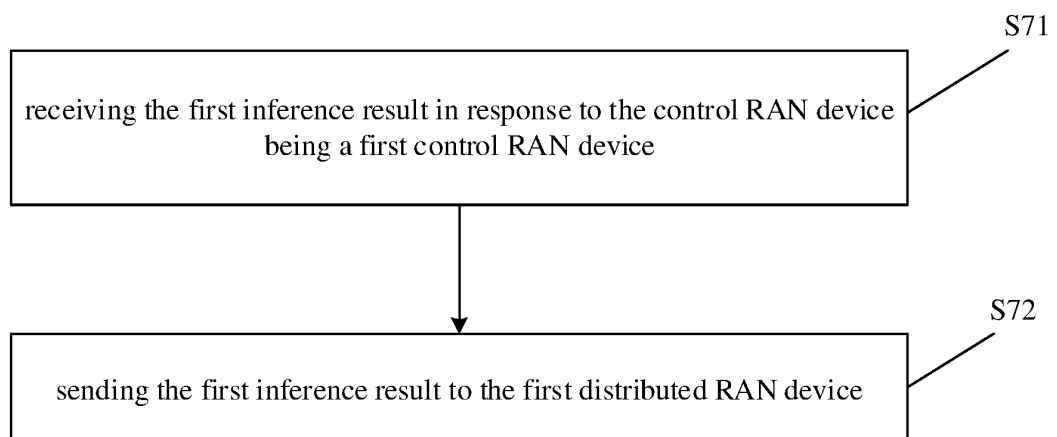 S71
receiving the first inference result in response to the control RAN device
being a first control RAN device
S72
sending the first inference result to the first distributed RAN device